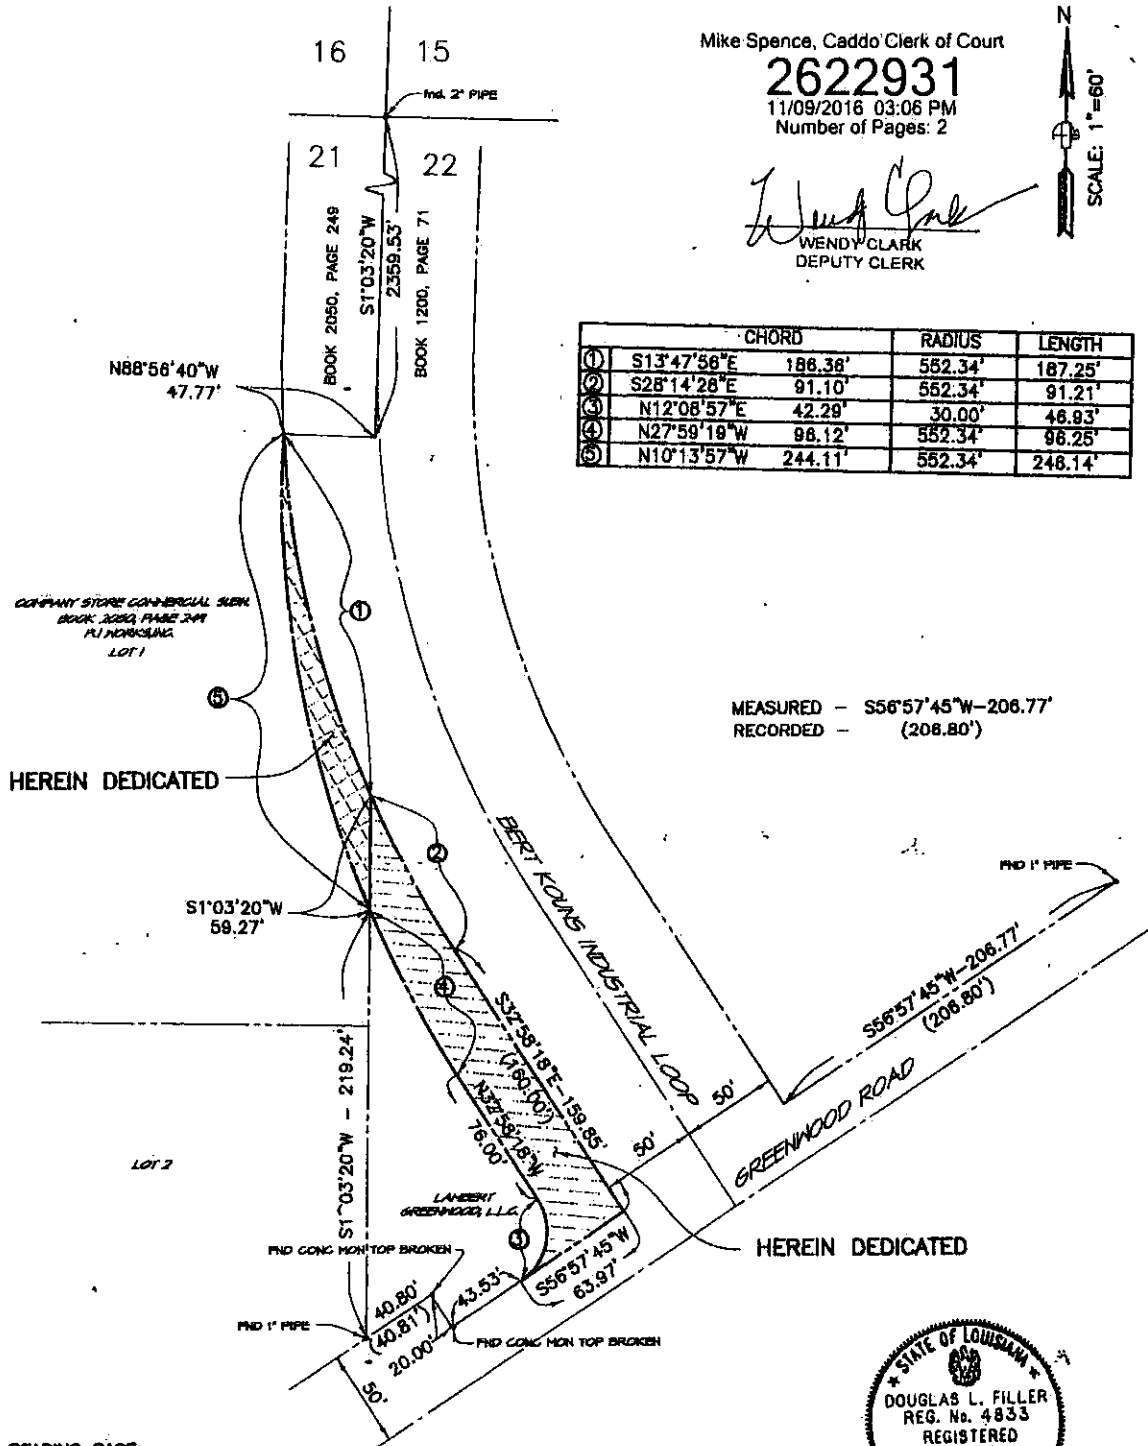 16 15
fnd. 2" PIPE
Mike Spence, Caddo Clerk of Court
2622931
11/09/2016 03:06 PM
Number of Pages: 2
WENDY CLARK
DEPUTY CLERK
N
SCALE: 1"=60'
21 22
BOOK 2050, PAGE 249
S1°03'20"W
2359.53'
BOOK 1200, PAGE 71
N88°56'40"W
47.77'
CHORD RADIUS LENGTH
① S13°47'56"E 186.36' 552.34' 187.25'
② S28°14'28"E 91.10' 552.34' 91.21'
③ N12°08'57"E 42.29' 30.00' 46.93'
④ N27°59'19"W 96.12' 552.34' 96.25'
⑤ N10°13'57"W 244.11' 552.34' 246.14'
COMPANY STORE COMMERCIAL SUBN.
BOOK 2050, PAGE 249
LOT 1
①
⑤
MEASURED - S56°57'45"W-206.77'
RECORDED - (206.80')
HEREIN DEDICATED
②
BERT KOUNS INDUSTRIAL LOOP
FND 1" PIPE
S1°03'20"W
59.27'
④
S56°57'45"W-206.77'
(206.80')
S32°58'18"E-159.85'
(160.00')
N32°58'18"W
76.00'
50'
50'
GREENWOOD ROAD
S1°03'20"W - 219.24'
LOT 2
LAMBERT
GREENWOOD, L.L.C.
③
HEREIN DEDICATED
S56°57'45"W
63.97'
FND CONC MON TOP BROKEN
43.53'
40.80'
(40.81')
20.00'
FND 1" PIPE
FND CONC MON TOP BROKEN
50'
STATE OF LOUISIANA
DOUGLAS L. FILLER
REG. No. 4833
REGISTERED